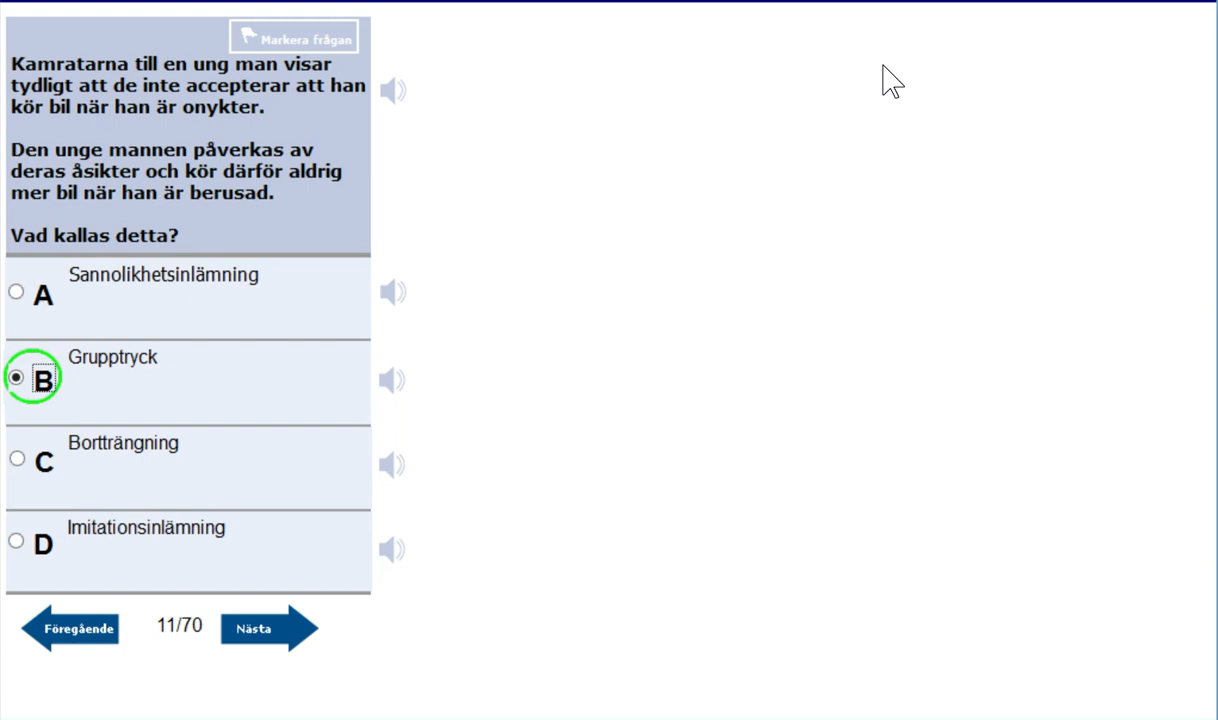 Markera frågan
Kamratarna till en ung man visar
tydligt att de inte accepterar att han
kör bil när han är onykter.
Den unge mannen påverkas av
deras åsikter och kör därför aldrig
mer bil när han är berusad.
Vad kallas detta?
A Sannolikhetsinlämning
B Grupptryck
C Bortträngning
D Imitationsinlämning
Föregående 11/70 Nästa